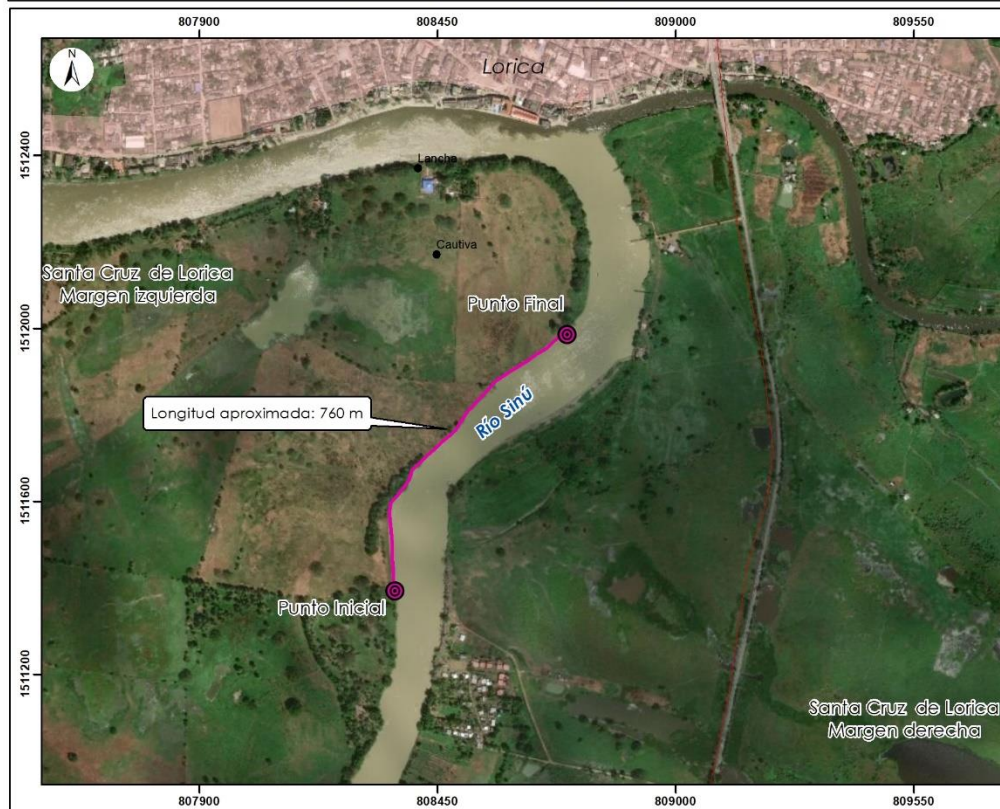 807900
808450
809000
809550
N
Lorica
1512400
Lancha
Cautiva
Santa Cruz de Lorica
Margen izquierda
Punto Final
1512000
Río Sinú
Longitud aproximada: 760 m
1511600
Punto Inicial
1511200
Santa Cruz de Lorica
Margen derecha
807900
808450
809000
809550